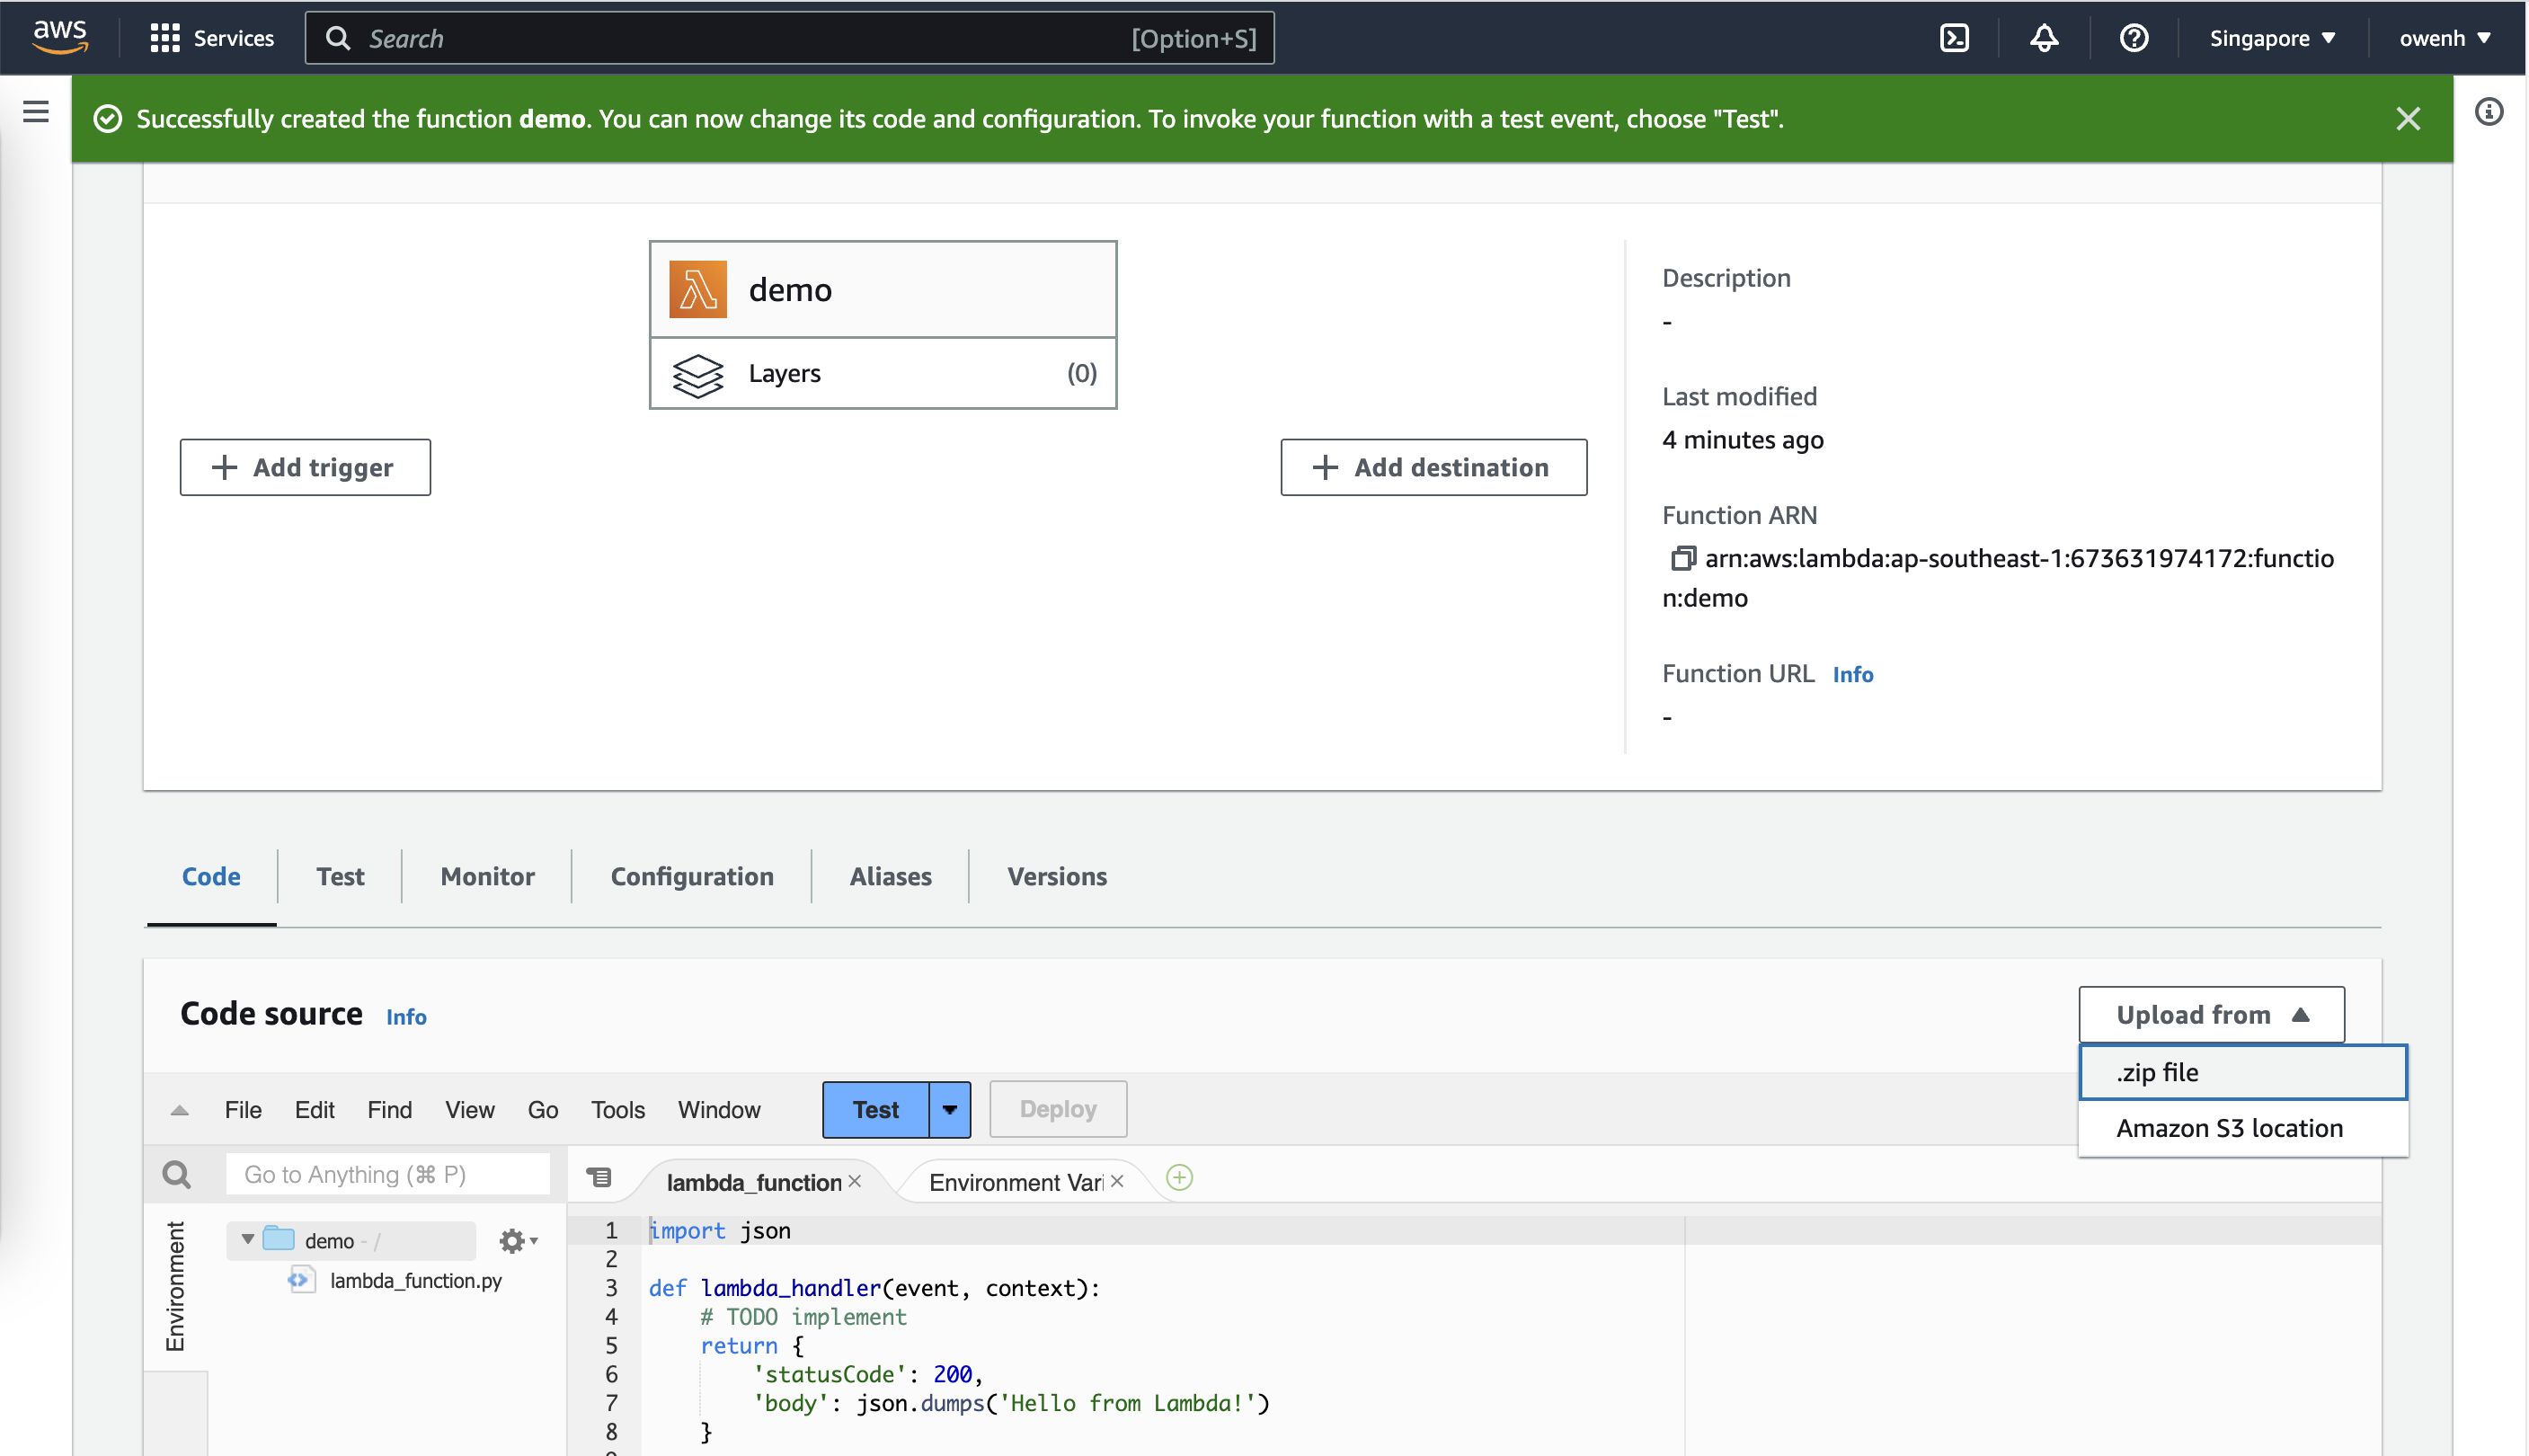 aws
Services
Search
[Option+S]
Singapore
owenh
Successfully created the function demo. You can now change its code and configuration. To invoke your function with a test event, choose "Test".
demo
Layers
(0)
Add trigger
Add destination
Description
-
Last modified
4 minutes ago
Function ARN
arn:aws:lambda:ap-southeast-1:673631974172:functio
n:demo
Function URL Info
-
Code
Test
Monitor
Configuration
Aliases
Versions
Code source Info
Upload from
.zip file
Amazon S3 location
File Edit Find View Go Tools Window
Test
Deploy
Go to Anything (⌘ P)
lambda_function
Environment Vari
Environment
demo - /
lambda_function.py
1 import json
2
3 def lambda_handler(event, context):
4 # TODO implement
5 return {
6 'statusCode': 200,
7 'body': json.dumps('Hello from Lambda!')
8 }